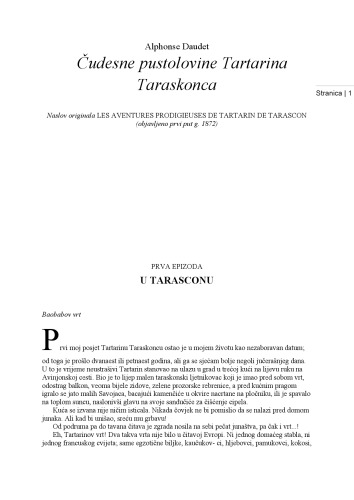 Alphonse Daudet
Čudesne pustolovine Tartarina
Taraskonca
Stranica | 1
Naslov originala LES AVENTURES PRODIGIEUSES DE TARTARIN DE TARASCON
(objavljeno prvi put g. 1872)
PRVA EPIZODA
U TARASCONU
Baobabov vrt
Prvi moj posjet Tartarinu Taraskoncu ostao je u mojem životu kao nezaboravan datum;
od toga je prošlo dvanaest ili petnaest godina, ali ga se sjećam bolje negoli jučerašnjeg dana.
U to je vrijeme neustrašivi Tartarin stanovao na ulazu u grad u trećoj kući na lijevu ruku na
Avinjonskoj cesti. Bio je to lijep malen taraskonski ljetnikovac koji je imao pred sobom vrt,
odostrag balkon, veoma bijele zidove, zelene prozorske rebrenice, a pred kućnim pragom
igralo se jato malih Savojaca, bacajući kamenčiće u okvire nacrtane na pločniku, ili je spavalo
na toplom suncu, naslonivši glavu na svoje sandučiće za čišćenje cipela.
Kuća se izvana nije ničim isticala. Nikada čovjek ne bi pomislio da se nalazi pred domom
junaka. Ali kad bi unišao, sreću mu grbavu!
Od podruma pa do tavana čitava je zgrada nosila na sebi pečat junaštva, pa čak i vrt...!
Eh, Tartarinov vrt! Dva takva vrta nije bilo u čitavoj Evropi. Ni jednog domaćeg stabla, ni
jednog francuskog cvijeta; same egzotične biljke, kaučukov- ci, hljebovci, pamukovci, kokosi,